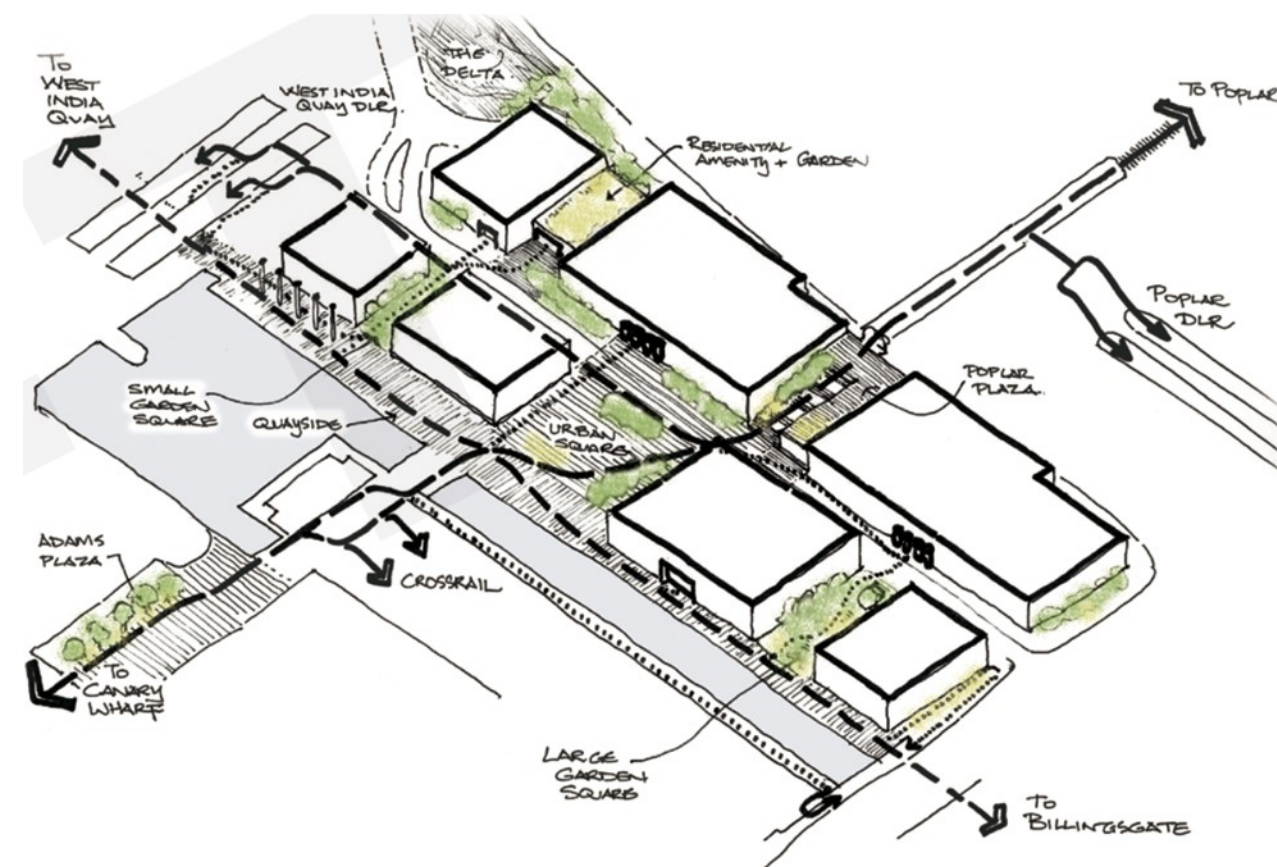 TO
WEST
INDIA
QUAY
WEST INDIA
QUAY DLR
THE
DELTA
RESIDENTIAL
AMENITY + GARDEN
TO POPLAR
POPLAR
DLR
POPLAR
PLAZA
SMALL
GARDEN
SQUARE
QUAYSIDE
URBAN
SQUARE
ADAMS
PLAZA
CROSSRAIL
TO
CANARY
WHARF
LARGE
GARDEN
SQUARE
TO
BILLINGSGATE